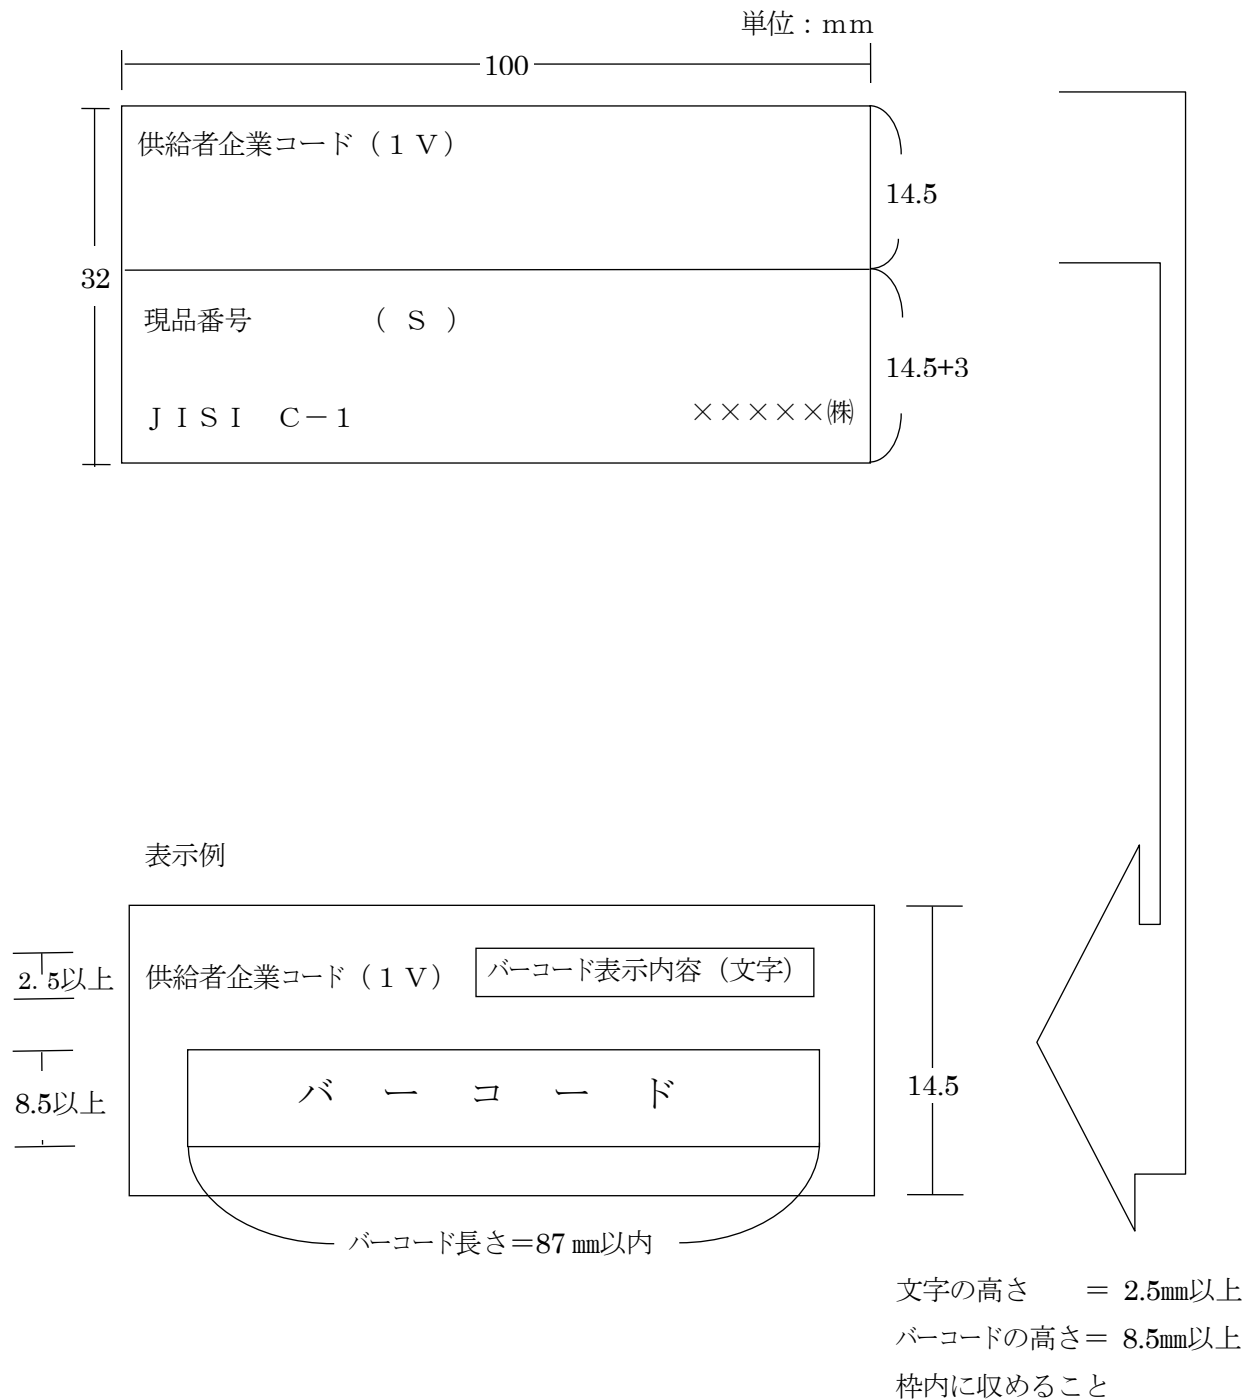 単位：ｍｍ
100
供給者企業コード（１Ｖ）
14.5
32
現品番号　　　　（ Ｓ ）
14.5+3
ＪＩＳＩ　Ｃ－１　　　　×××××㈱
表示例
2.5以上
供給者企業コード（１Ｖ）　バーコード表示内容（文字）
8.5以上
バ　ー　コ　ー　ド
14.5
バーコード長さ＝87㎜以内
文字の高さ　　＝ 2.5㎜以上
バーコードの高さ＝ 8.5㎜以上
枠内に収めること